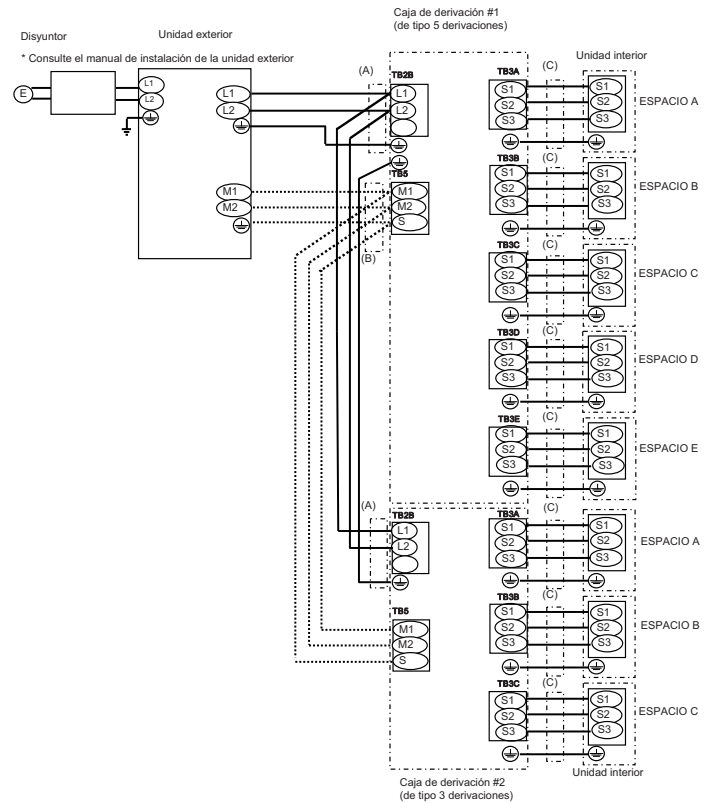 Caja de derivación #1
(de tipo 5 derivaciones)
Disyuntor
Unidad exterior
* Consulte el manual de instalación de la unidad exterior
Unidad interior
E
L1
L2
L1
L2
M1
M2
(A)
TB2B
L1
L2
TB5
M1
M2
S
(B)
TB3A
(C)
S1
S2
S3
S1
S2
S3
ESPACIO A
TB3B
(C)
S1
S2
S3
S1
S2
S3
ESPACIO B
TB3C
(C)
S1
S2
S3
S1
S2
S3
ESPACIO C
TB3D
(C)
S1
S2
S3
S1
S2
S3
ESPACIO D
TB3E
(C)
S1
S2
S3
S1
S2
S3
ESPACIO E
(A)
TB2B
L1
L2
TB5
M1
M2
S
TB3A
(C)
S1
S2
S3
S1
S2
S3
ESPACIO A
TB3B
(C)
S1
S2
S3
S1
S2
S3
ESPACIO B
TB3C
(C)
S1
S2
S3
S1
S2
S3
ESPACIO C
Unidad interior
Caja de derivación #2
(de tipo 3 derivaciones)